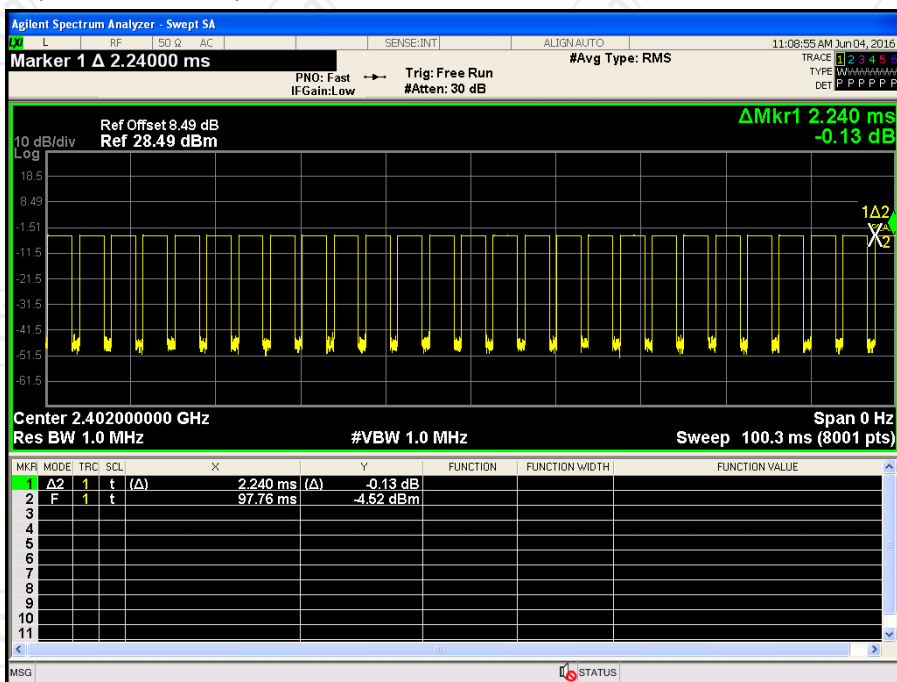 Agilent Spectrum Analyzer - Swept SA
LXI L RF 50 Ω AC SENSE:INT ALIGN AUTO 11:08:55 AM Jun 04, 2016
Marker 1 Δ 2.24000 ms #Avg Type: RMS TRACE 1 2 3 4 5 6
PNO: Fast Trig: Free Run TYPE W
IFGain:Low #Atten: 30 dB DET P P P P P P
ΔMkr1 2.240 ms
-0.13 dB
Ref Offset 8.49 dB
10 dB/div Ref 28.49 dBm
Log
18.5
8.49
-1.51
-11.5
-21.5
-31.5
-41.5
-51.5
-61.5
1Δ2
X2
Center 2.402000000 GHz Span 0 Hz
Res BW 1.0 MHz #VBW 1.0 MHz Sweep 100.3 ms (8001 pts)
MKR MODE TRC SCL X Y FUNCTION FUNCTION WIDTH FUNCTION VALUE
1 Δ2 1 t (Δ) 2.240 ms (Δ) -0.13 dB
2 F 1 t 97.76 ms -4.52 dBm
3
4
5
6
7
8
9
10
11
MSG STATUS